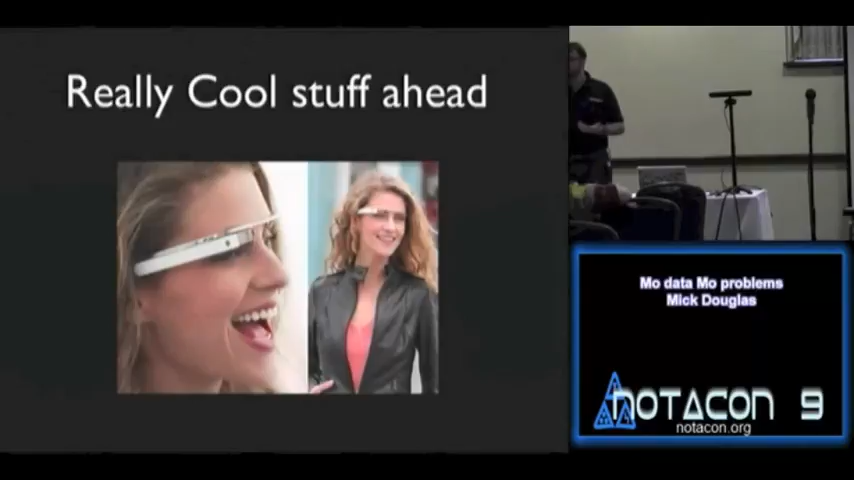 Really Cool stuff ahead
Mo data Mo problems
Mick Douglas
NOTACON 9
notacon.org